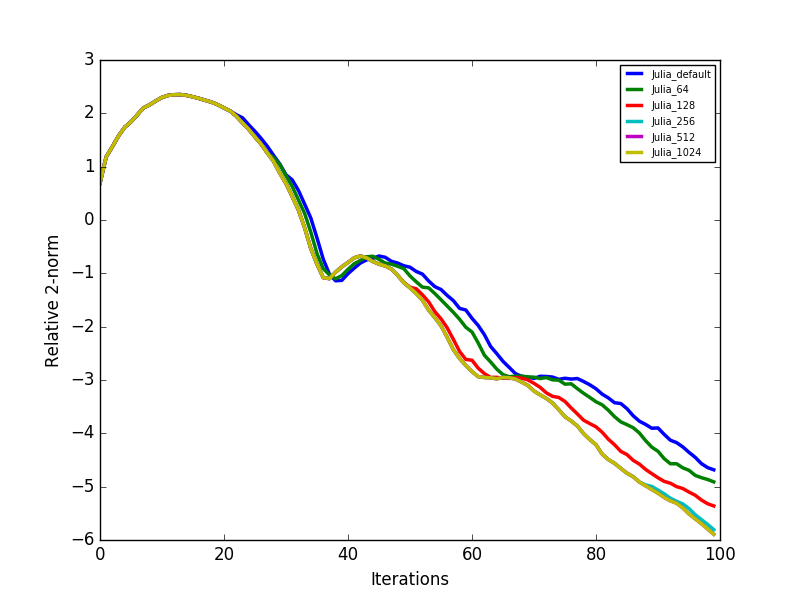 3
2
1
0
−1
−2
−3
−4
−5
−6
Relative 2-norm
Julia_default
Julia_64
Julia_128
Julia_256
Julia_512
Julia_1024
0 20 40 60 80 100
Iterations